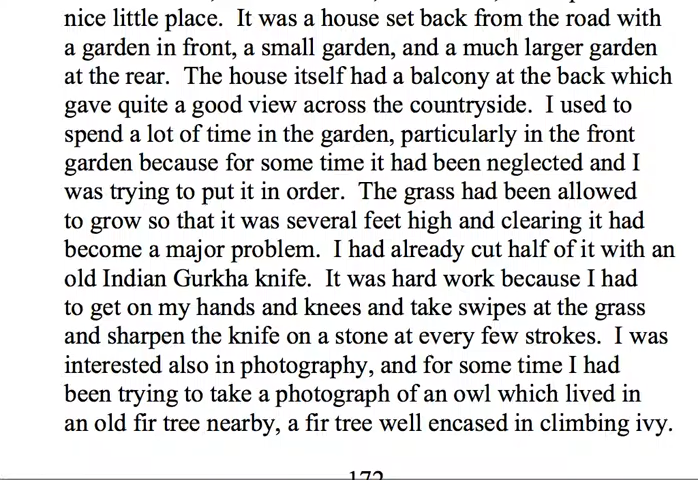 nice little place.  It was a house set back from the road with
a garden in front, a small garden, and a much larger garden
at the rear.  The house itself had a balcony at the back which
gave quite a good view across the countryside.  I used to
spend a lot of time in the garden, particularly in the front
garden because for some time it had been neglected and I
was trying to put it in order.  The grass had been allowed
to grow so that it was several feet high and clearing it had
become a major problem.  I had already cut half of it with an
old Indian Gurkha knife.  It was hard work because I had
to get on my hands and knees and take swipes at the grass
and sharpen the knife on a stone at every few strokes.  I was
interested also in photography, and for some time I had
been trying to take a photograph of an owl which lived in
an old fir tree nearby, a fir tree well encased in climbing ivy.
172